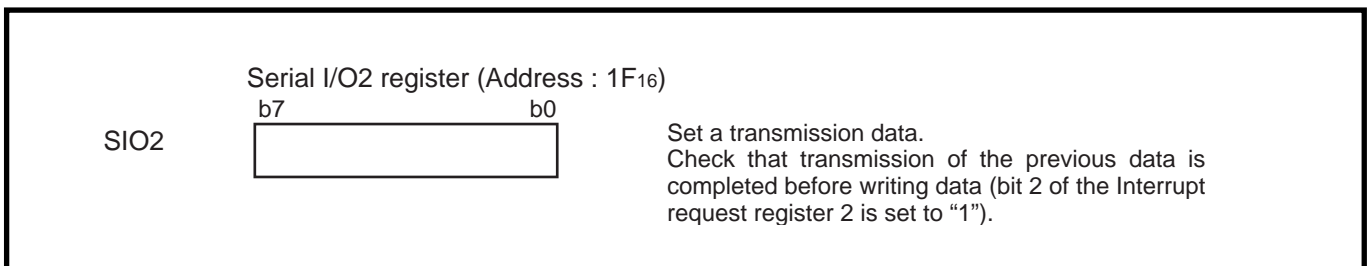 Serial I/O2 register (Address : 1F16)
b7 b0
SIO2
Set a transmission data.
Check that transmission of the previous data is
completed before writing data (bit 2 of the Interrupt
request register 2 is set to “1”).